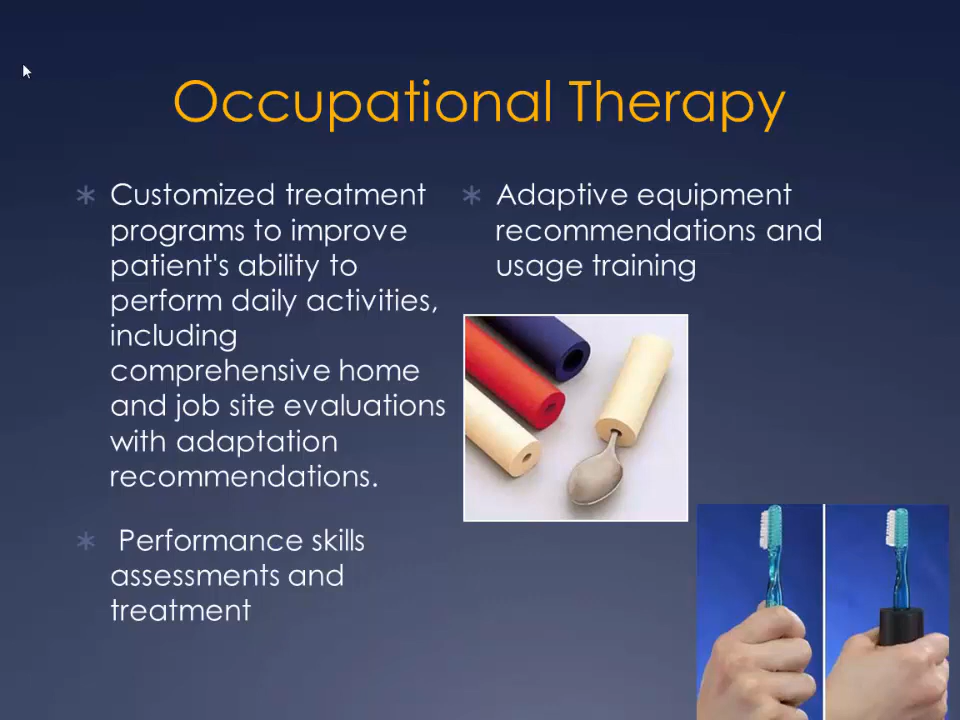 Occupational Therapy
Customized treatment
programs to improve
patient's ability to
perform daily activities,
including
comprehensive home
and job site evaluations
with adaptation
recommendations.
Performance skills
assessments and
treatment
Adaptive equipment
recommendations and
usage training